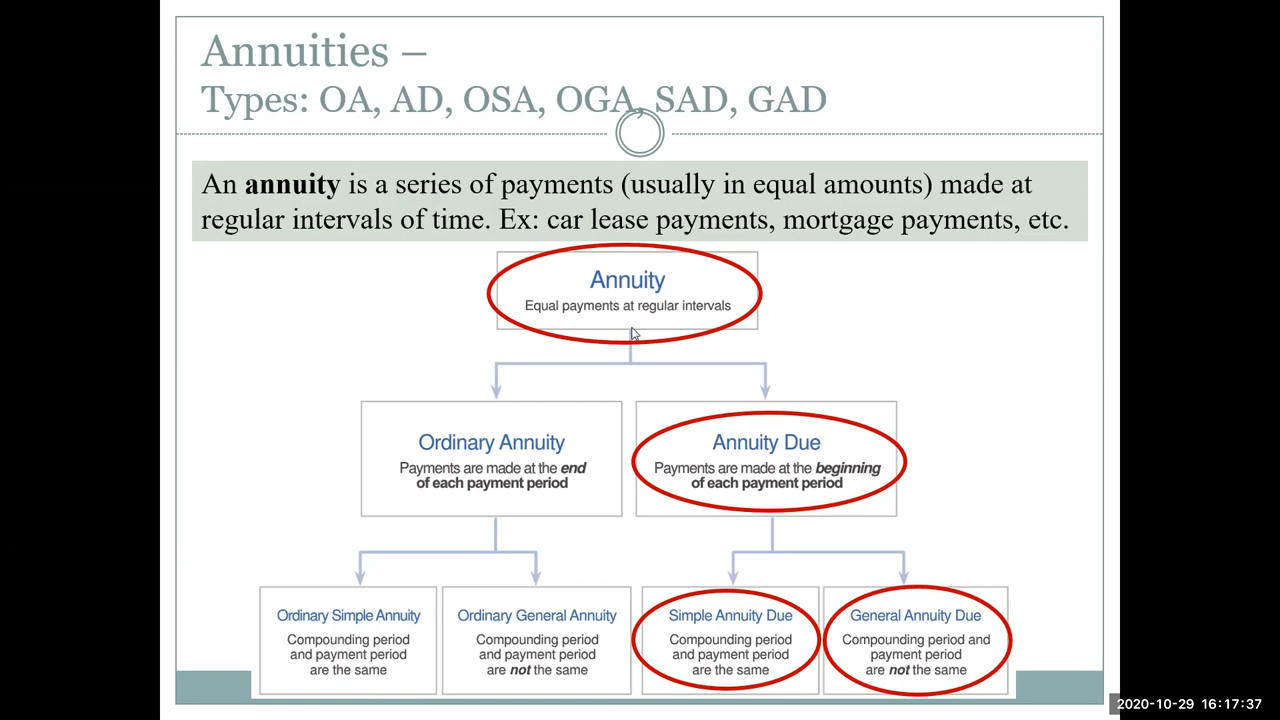 Annuities –
Types: OA, AD, OSA, OGA, SAD, GAD
An annuity is a series of payments (usually in equal amounts) made at
regular intervals of time. Ex: car lease payments, mortgage payments, etc.
Annuity
Equal payments at regular intervals
Ordinary Annuity
Payments are made at the end
of each payment period
Annuity Due
Payments are made at the beginning
of each payment period
Ordinary Simple Annuity
Compounding period
and payment period
are the same
Ordinary General Annuity
Compounding period
and payment period
are not the same
Simple Annuity Due
Compounding period
and payment period
are the same
General Annuity Due
Compounding period and
payment period
are not the same
2020-10-29 16:17:37